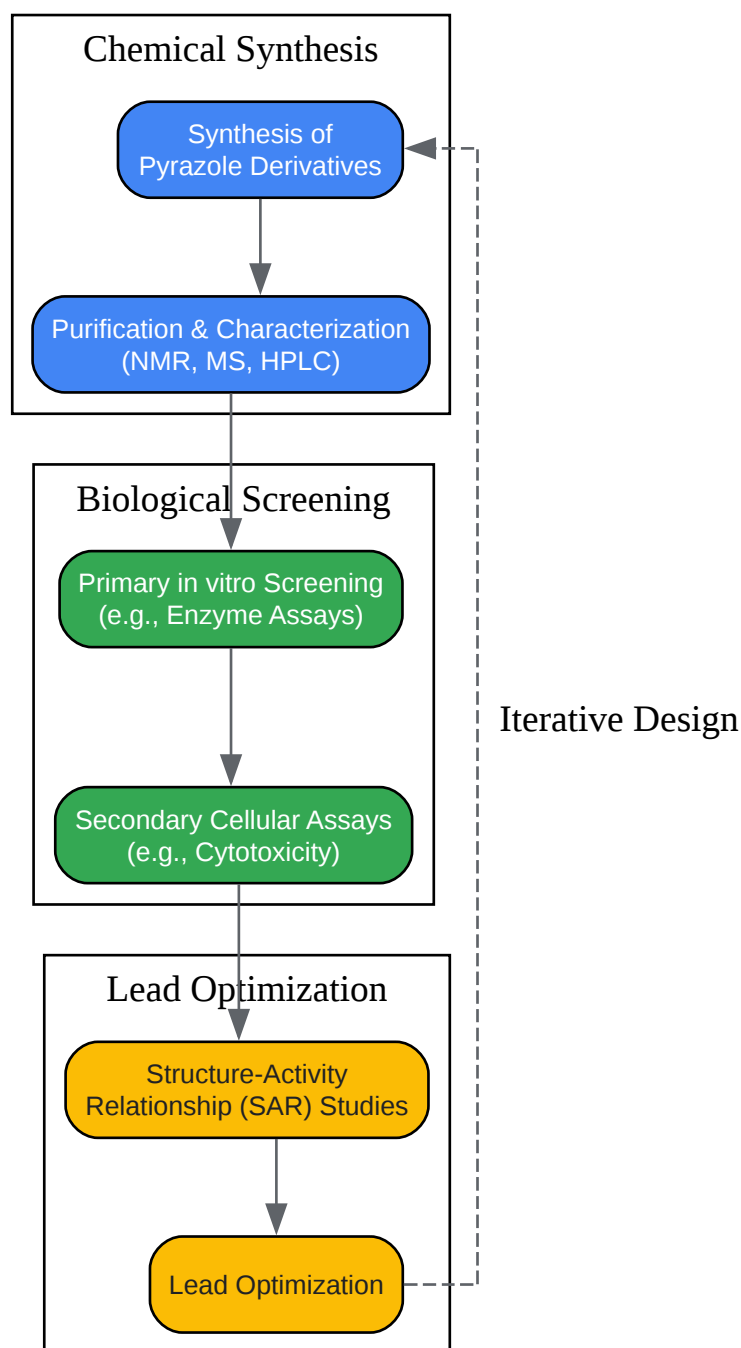 Chemical Synthesis
Synthesis of
Pyrazole Derivatives
Purification & Characterization
(NMR, MS, HPLC)
Biological Screening
Primary in vitro Screening
(e.g., Enzyme Assays)
Iterative Design
Secondary Cellular Assays
(e.g., Cytotoxicity)
Lead Optimization
Structure-Activity
Relationship (SAR) Studies
Lead Optimization